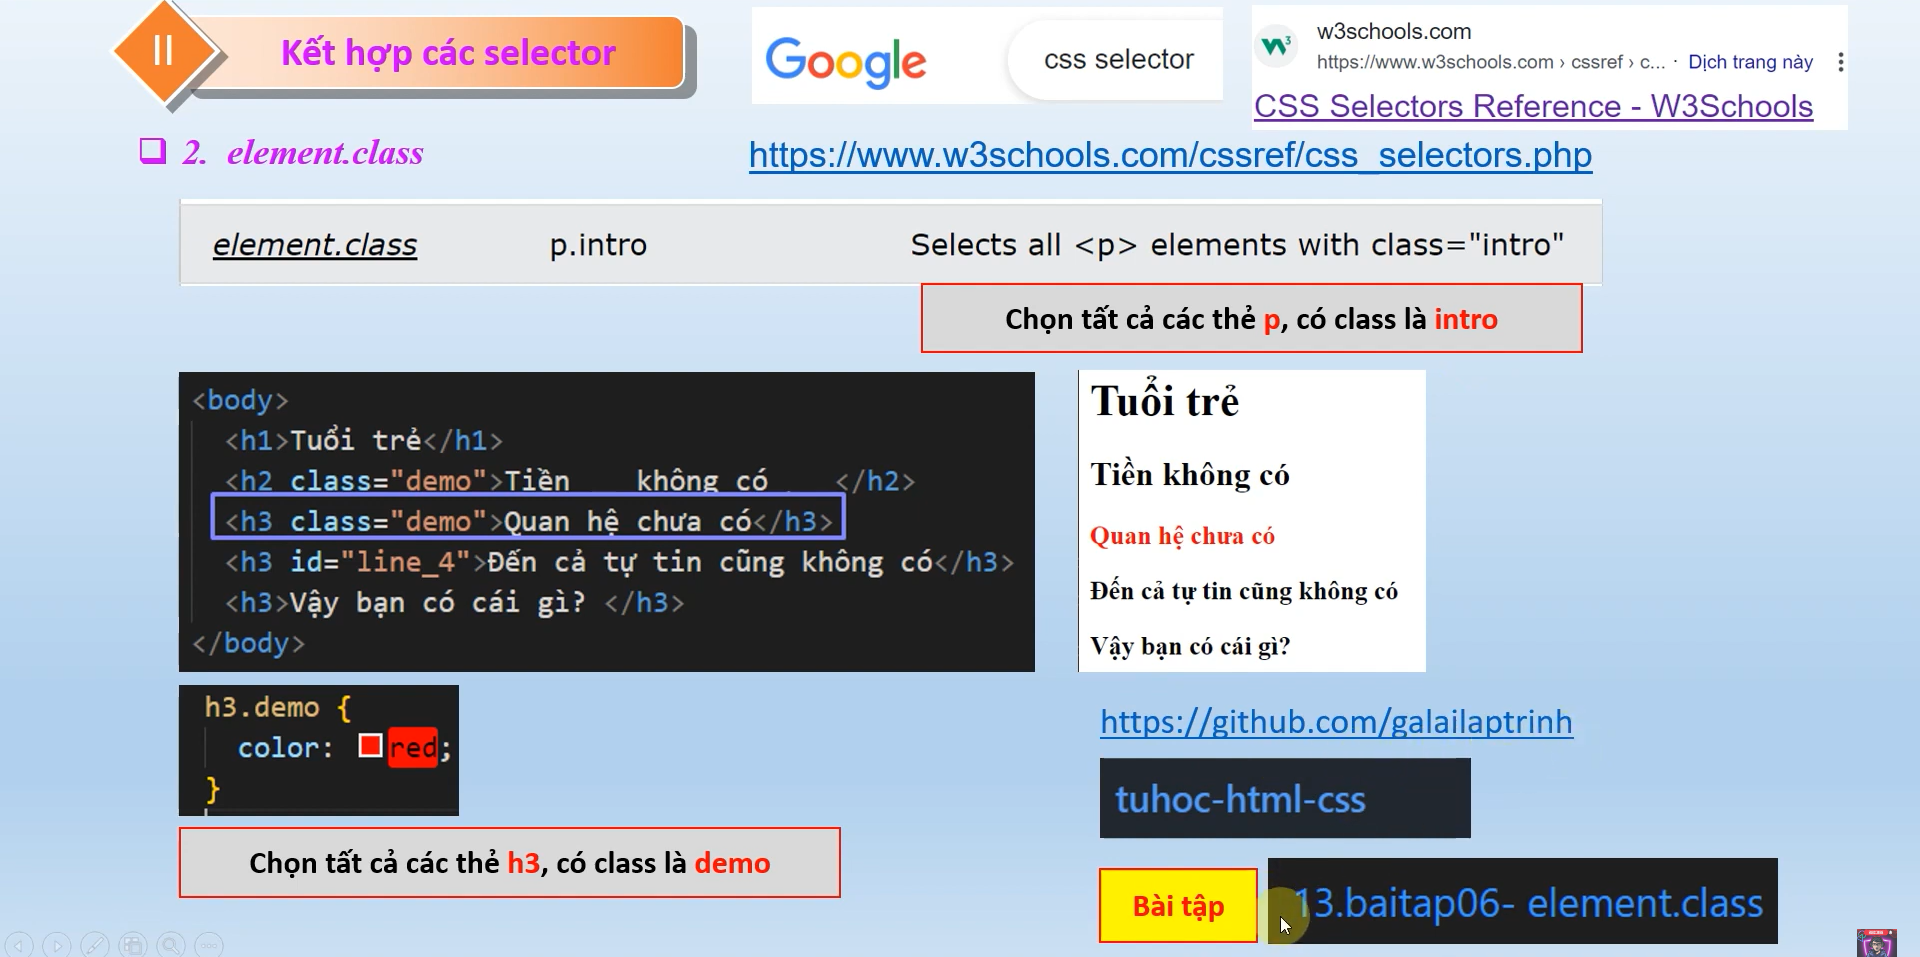 II
Kết hợp các selector
Google
css selector
w3schools.com
https://www.w3schools.com › cssref › c... · Dịch trang này
CSS Selectors Reference - W3Schools
2. element.class
https://www.w3schools.com/cssref/css_selectors.php
element.class p.intro Selects all <p> elements with class="intro"
Chọn tất cả các thẻ p, có class là intro
<body>
<h1>Tuổi trẻ</h1>
<h2 class="demo">Tiền không có </h2>
<h3 class="demo">Quan hệ chưa có</h3>
<h3 id="line_4">Đến cả tự tin cũng không có</h3>
<h3>Vậy bạn có cái gì? </h3>
</body>
Tuổi trẻ
Tiền không có
Quan hệ chưa có
Đến cả tự tin cũng không có
Vậy bạn có cái gì?
h3.demo {
color: red;
}
Chọn tất cả các thẻ h3, có class là demo
https://github.com/galailaptrinh
tuhoc-html-css
Bài tập
13.baitap06- element.class